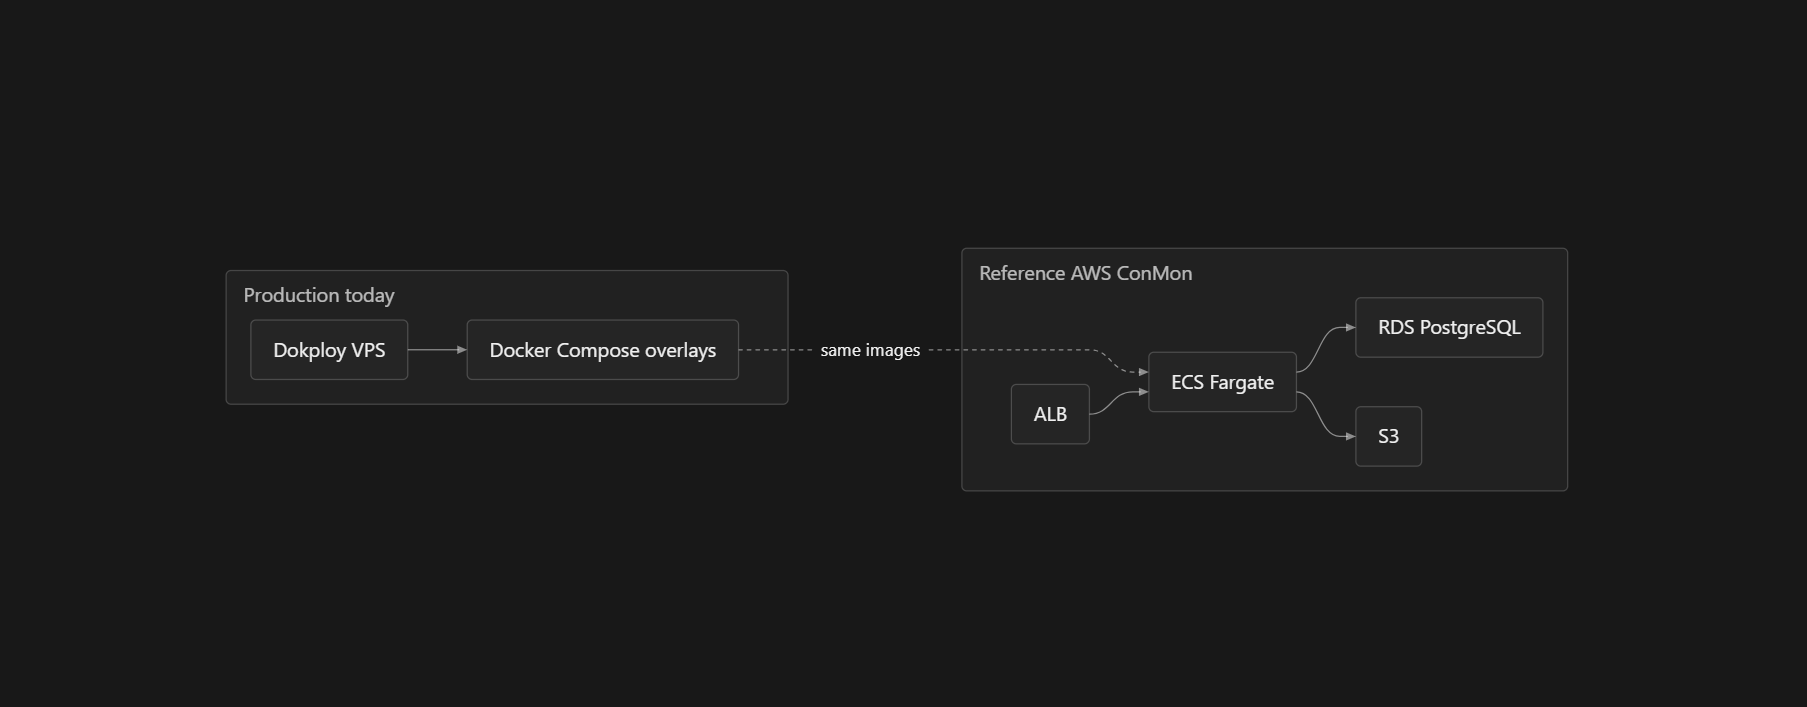 Production today
Dokploy VPS
Docker Compose overlays
same images
Reference AWS ConMon
ALB
ECS Fargate
RDS PostgreSQL
S3